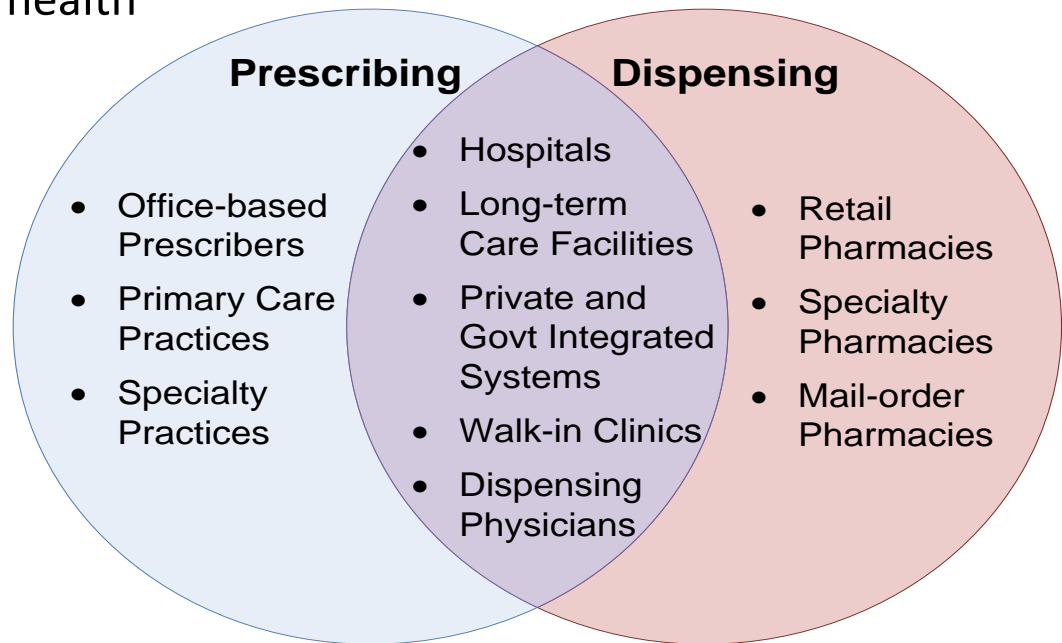 health
Prescribing
• Office-based
Prescribers
• Primary Care
Practices
• Specialty
Practices
• Hospitals
• Long-term
Care Facilities
• Private and
Govt Integrated
Systems
• Walk-in Clinics
• Dispensing
Physicians
Dispensing
• Retail
Pharmacies
• Specialty
Pharmacies
• Mail-order
Pharmacies